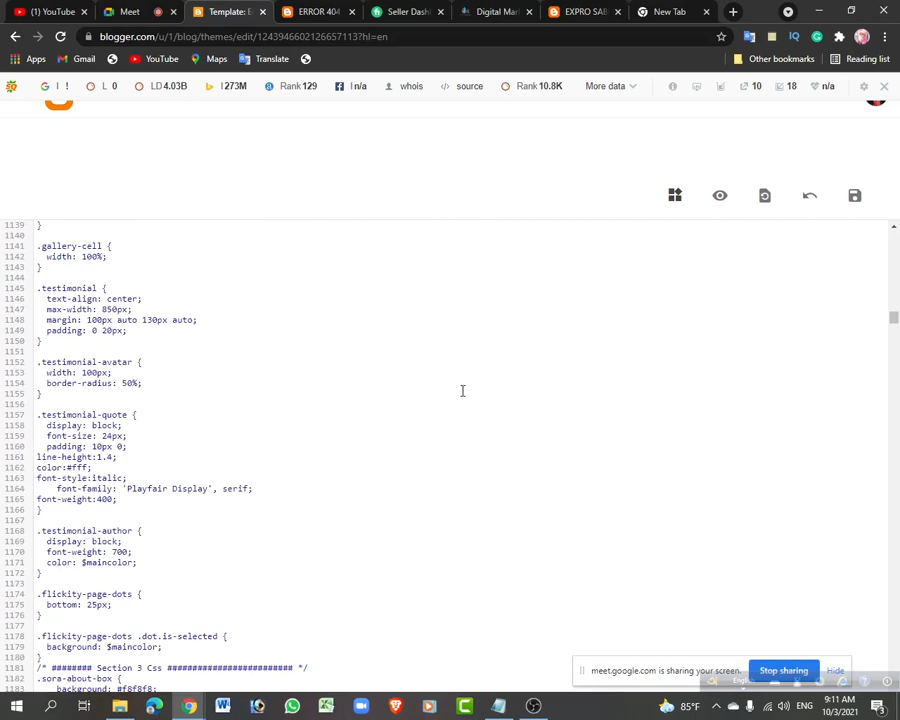 (1) YouTube
Meet
Template: E
ERROR 404
Seller Dash
Digital Mar
EXPRO SAB
New Tab
blogger.com/u/1/blog/themes/edit/1243946602126657113?hl=en
Apps
Gmail
YouTube
Maps
Translate
Other bookmarks
Reading list
!
L 0
LD 4.03B
I 273M
Rank 129
I n/a
whois
source
Rank 10.8K
More data
10
18
n/a
1139 }
1140
1141 .gallery-cell {
1142 width: 100%;
1143 }
1144
1145 .testimonial {
1146 text-align: center;
1147 max-width: 850px;
1148 margin: 100px auto 130px auto;
1149 padding: 0 20px;
1150 }
1151
1152 .testimonial-avatar {
1153 width: 100px;
1154 border-radius: 50%;
1155 }
1156
1157 .testimonial-quote {
1158 display: block;
1159 font-size: 24px;
1160 padding: 10px 0;
1161 line-height:1.4;
1162 color:#fff;
1163 font-style:italic;
1164 font-family: 'Playfair Display', serif;
1165 font-weight:400;
1166 }
1167
1168 .testimonial-author {
1169 display: block;
1170 font-weight: 700;
1171 color: $maincolor;
1172 }
1173
1174 .flickity-page-dots {
1175 bottom: 25px;
1176 }
1177
1178 .flickity-page-dots .dot.is-selected {
1179 background: $maincolor;
1180 }
1181 /* ######## Section 3 Css ######################### */
1182 .sora-about-box {
1183 background: #f8f8f8;
meet.google.com is sharing your screen.
Stop sharing
Hide
English
85°F
ENG
9:11 AM
10/3/2021
3